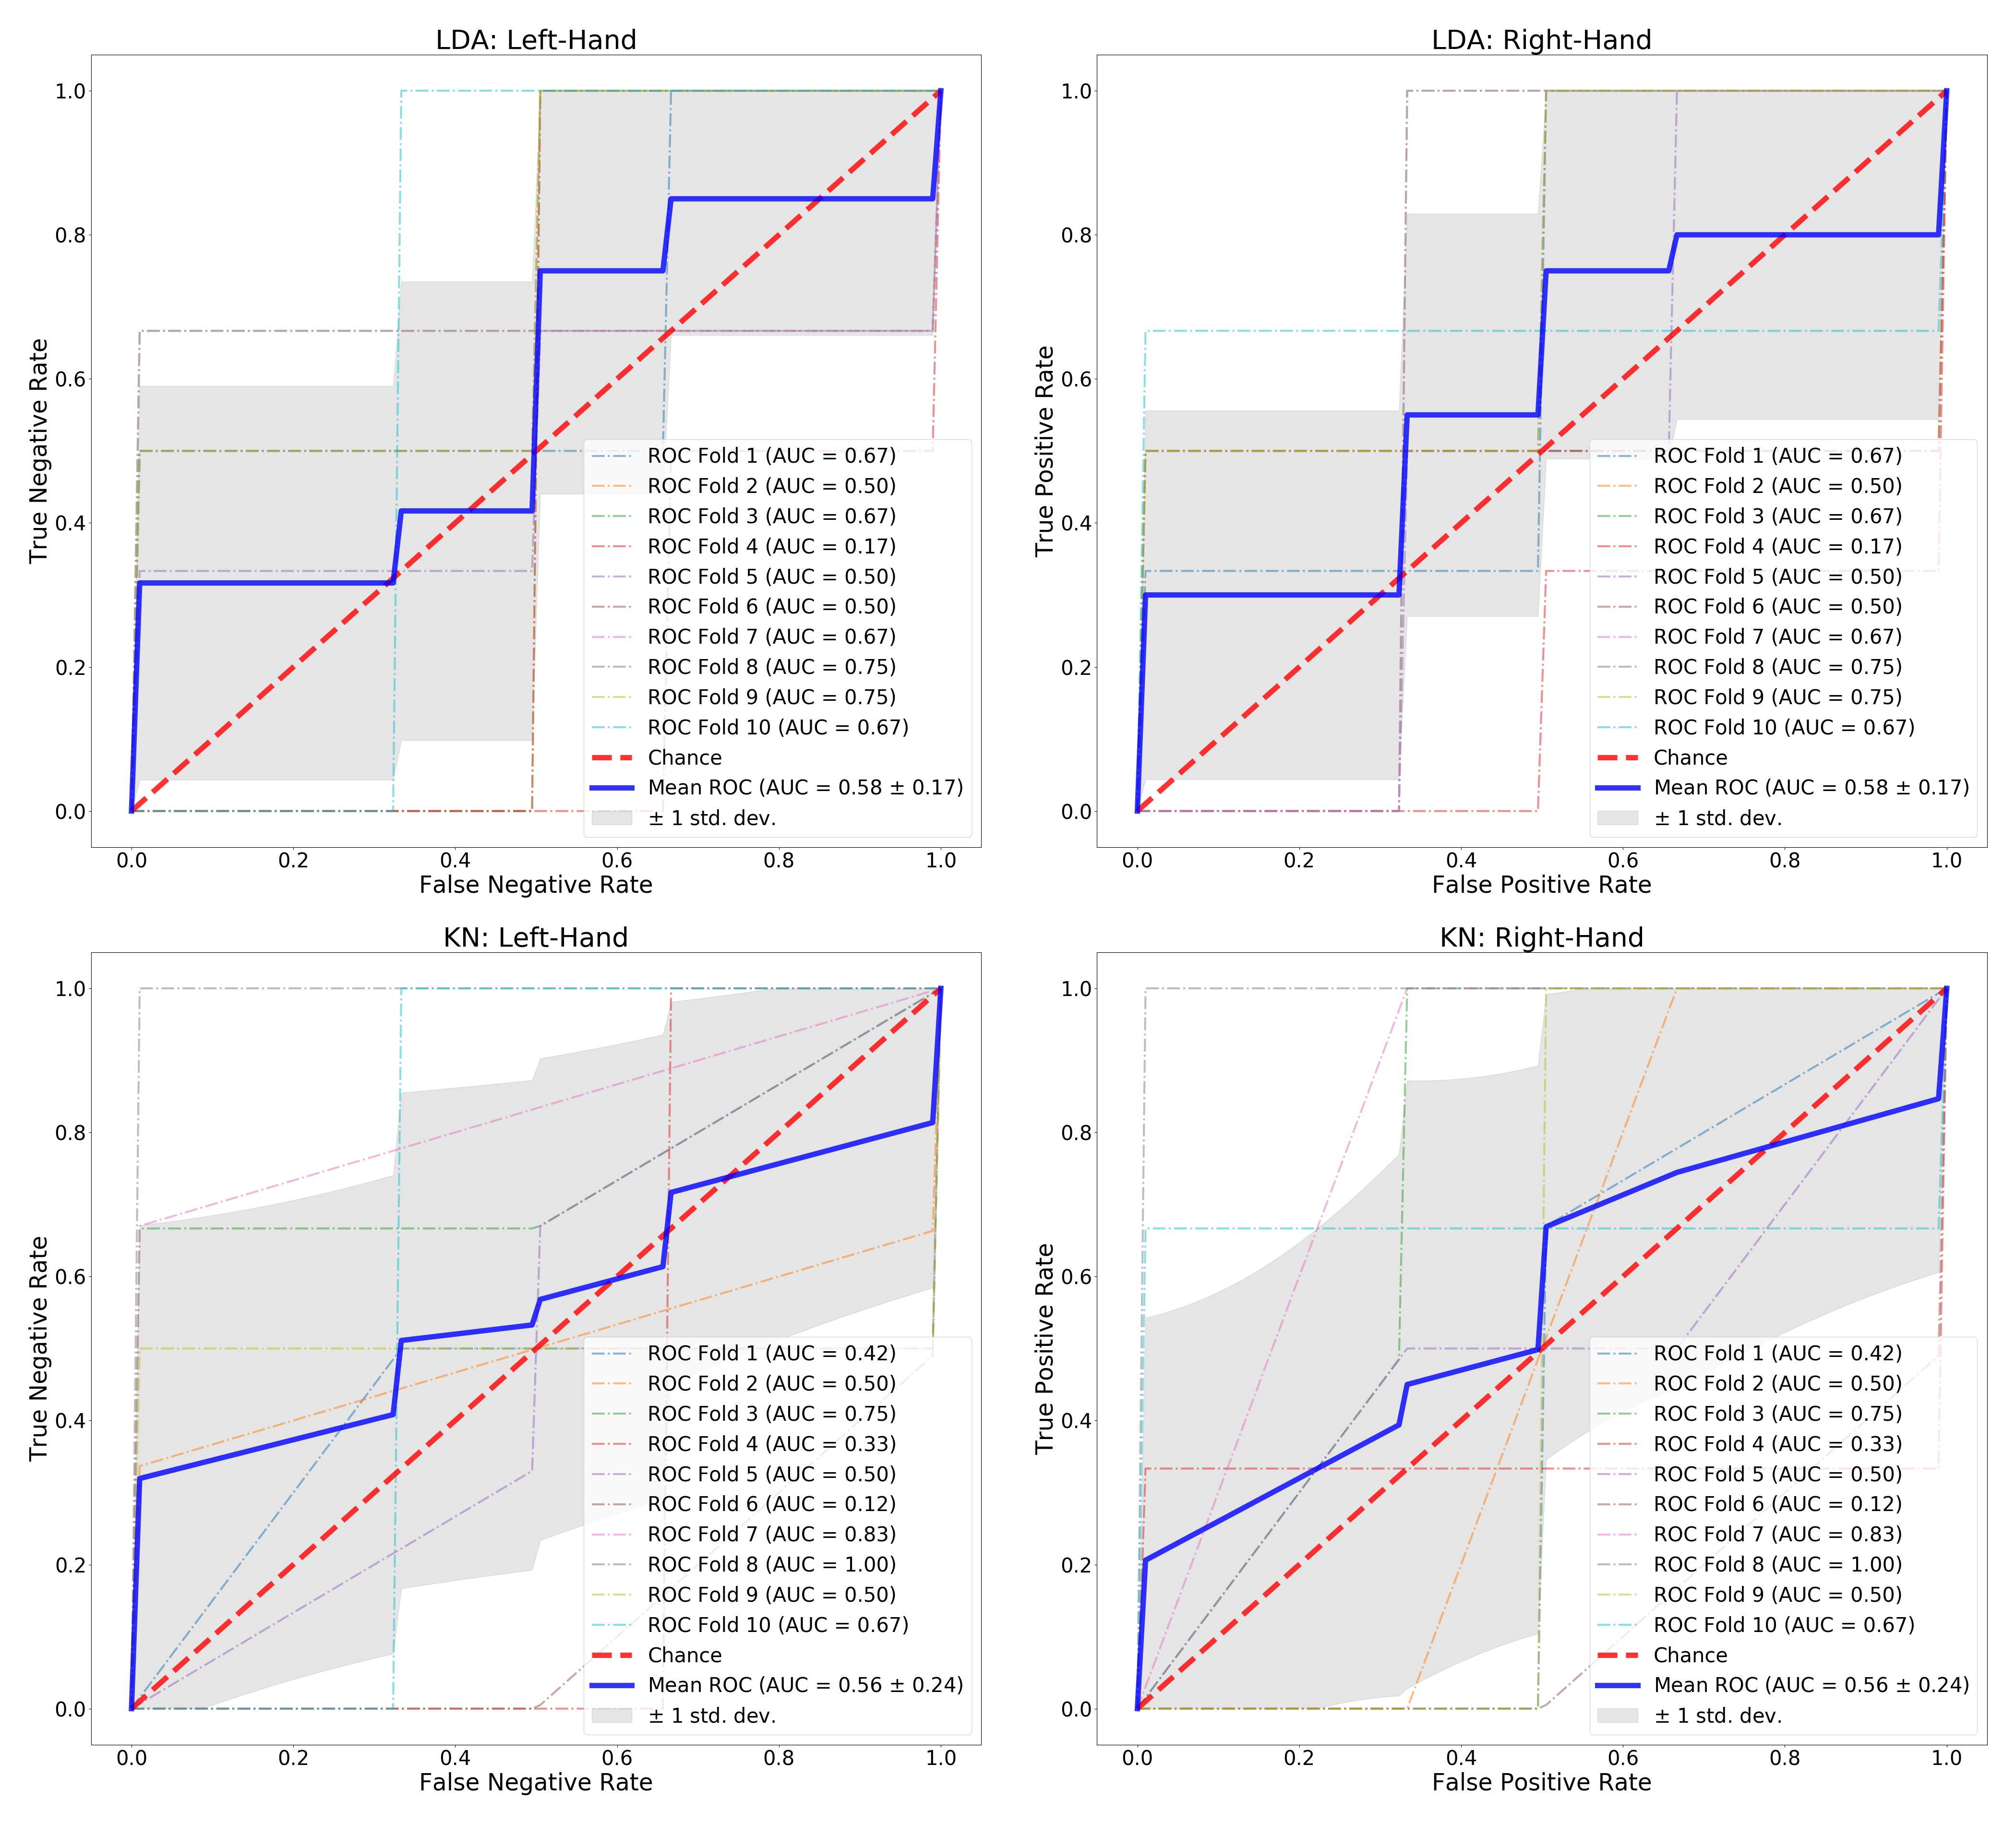 LDA: Left-Hand
True Negative Rate
1.0
0.8
0.6
0.4
0.2
0.0
ROC Fold 1 (AUC = 0.67)
ROC Fold 2 (AUC = 0.50)
ROC Fold 3 (AUC = 0.67)
ROC Fold 4 (AUC = 0.17)
ROC Fold 5 (AUC = 0.50)
ROC Fold 6 (AUC = 0.50)
ROC Fold 7 (AUC = 0.67)
ROC Fold 8 (AUC = 0.75)
ROC Fold 9 (AUC = 0.75)
ROC Fold 10 (AUC = 0.67)
Chance
Mean ROC (AUC = 0.58 ± 0.17)
± 1 std. dev.
0.0 0.2 0.4 0.6 0.8 1.0
False Negative Rate
LDA: Right-Hand
True Positive Rate
1.0
0.8
0.6
0.4
0.2
0.0
ROC Fold 1 (AUC = 0.67)
ROC Fold 2 (AUC = 0.50)
ROC Fold 3 (AUC = 0.67)
ROC Fold 4 (AUC = 0.17)
ROC Fold 5 (AUC = 0.50)
ROC Fold 6 (AUC = 0.50)
ROC Fold 7 (AUC = 0.67)
ROC Fold 8 (AUC = 0.75)
ROC Fold 9 (AUC = 0.75)
ROC Fold 10 (AUC = 0.67)
Chance
Mean ROC (AUC = 0.58 ± 0.17)
± 1 std. dev.
0.0 0.2 0.4 0.6 0.8 1.0
False Positive Rate
KN: Left-Hand
True Negative Rate
1.0
0.8
0.6
0.4
0.2
0.0
ROC Fold 1 (AUC = 0.42)
ROC Fold 2 (AUC = 0.50)
ROC Fold 3 (AUC = 0.75)
ROC Fold 4 (AUC = 0.33)
ROC Fold 5 (AUC = 0.50)
ROC Fold 6 (AUC = 0.12)
ROC Fold 7 (AUC = 0.83)
ROC Fold 8 (AUC = 1.00)
ROC Fold 9 (AUC = 0.50)
ROC Fold 10 (AUC = 0.67)
Chance
Mean ROC (AUC = 0.56 ± 0.24)
± 1 std. dev.
0.0 0.2 0.4 0.6 0.8 1.0
False Negative Rate
KN: Right-Hand
True Positive Rate
1.0
0.8
0.6
0.4
0.2
0.0
ROC Fold 1 (AUC = 0.42)
ROC Fold 2 (AUC = 0.50)
ROC Fold 3 (AUC = 0.75)
ROC Fold 4 (AUC = 0.33)
ROC Fold 5 (AUC = 0.50)
ROC Fold 6 (AUC = 0.12)
ROC Fold 7 (AUC = 0.83)
ROC Fold 8 (AUC = 1.00)
ROC Fold 9 (AUC = 0.50)
ROC Fold 10 (AUC = 0.67)
Chance
Mean ROC (AUC = 0.56 ± 0.24)
± 1 std. dev.
0.0 0.2 0.4 0.6 0.8 1.0
False Positive Rate